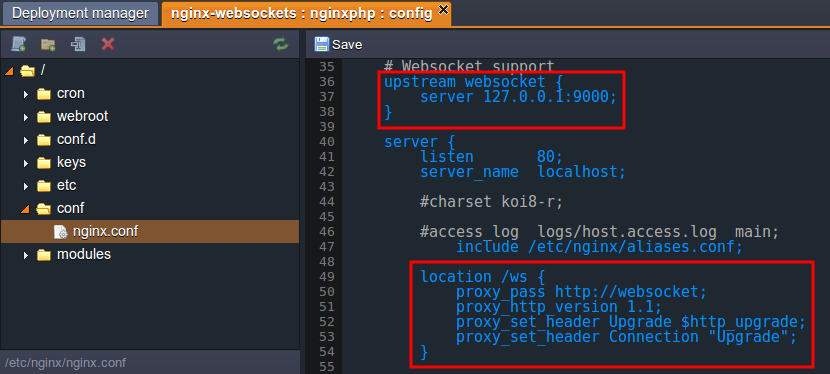 Deployment manager
nginx-websockets : nginxphp : config
Save
/
cron
webroot
conf.d
keys
etc
conf
nginx.conf
modules
/etc/nginx/nginx.conf
35 # Websocket support
36 upstream websocket {
37 server 127.0.0.1:9000;
38 }
39
40 server {
41 listen 80;
42 server_name localhost;
43
44 #charset koi8-r;
45
46 #access_log logs/host.access.log main;
47 include /etc/nginx/aliases.conf;
48
49 location /ws {
50 proxy_pass http://websocket;
51 proxy_http_version 1.1;
52 proxy_set_header Upgrade $http_upgrade;
53 proxy_set_header Connection "Upgrade";
54 }
55